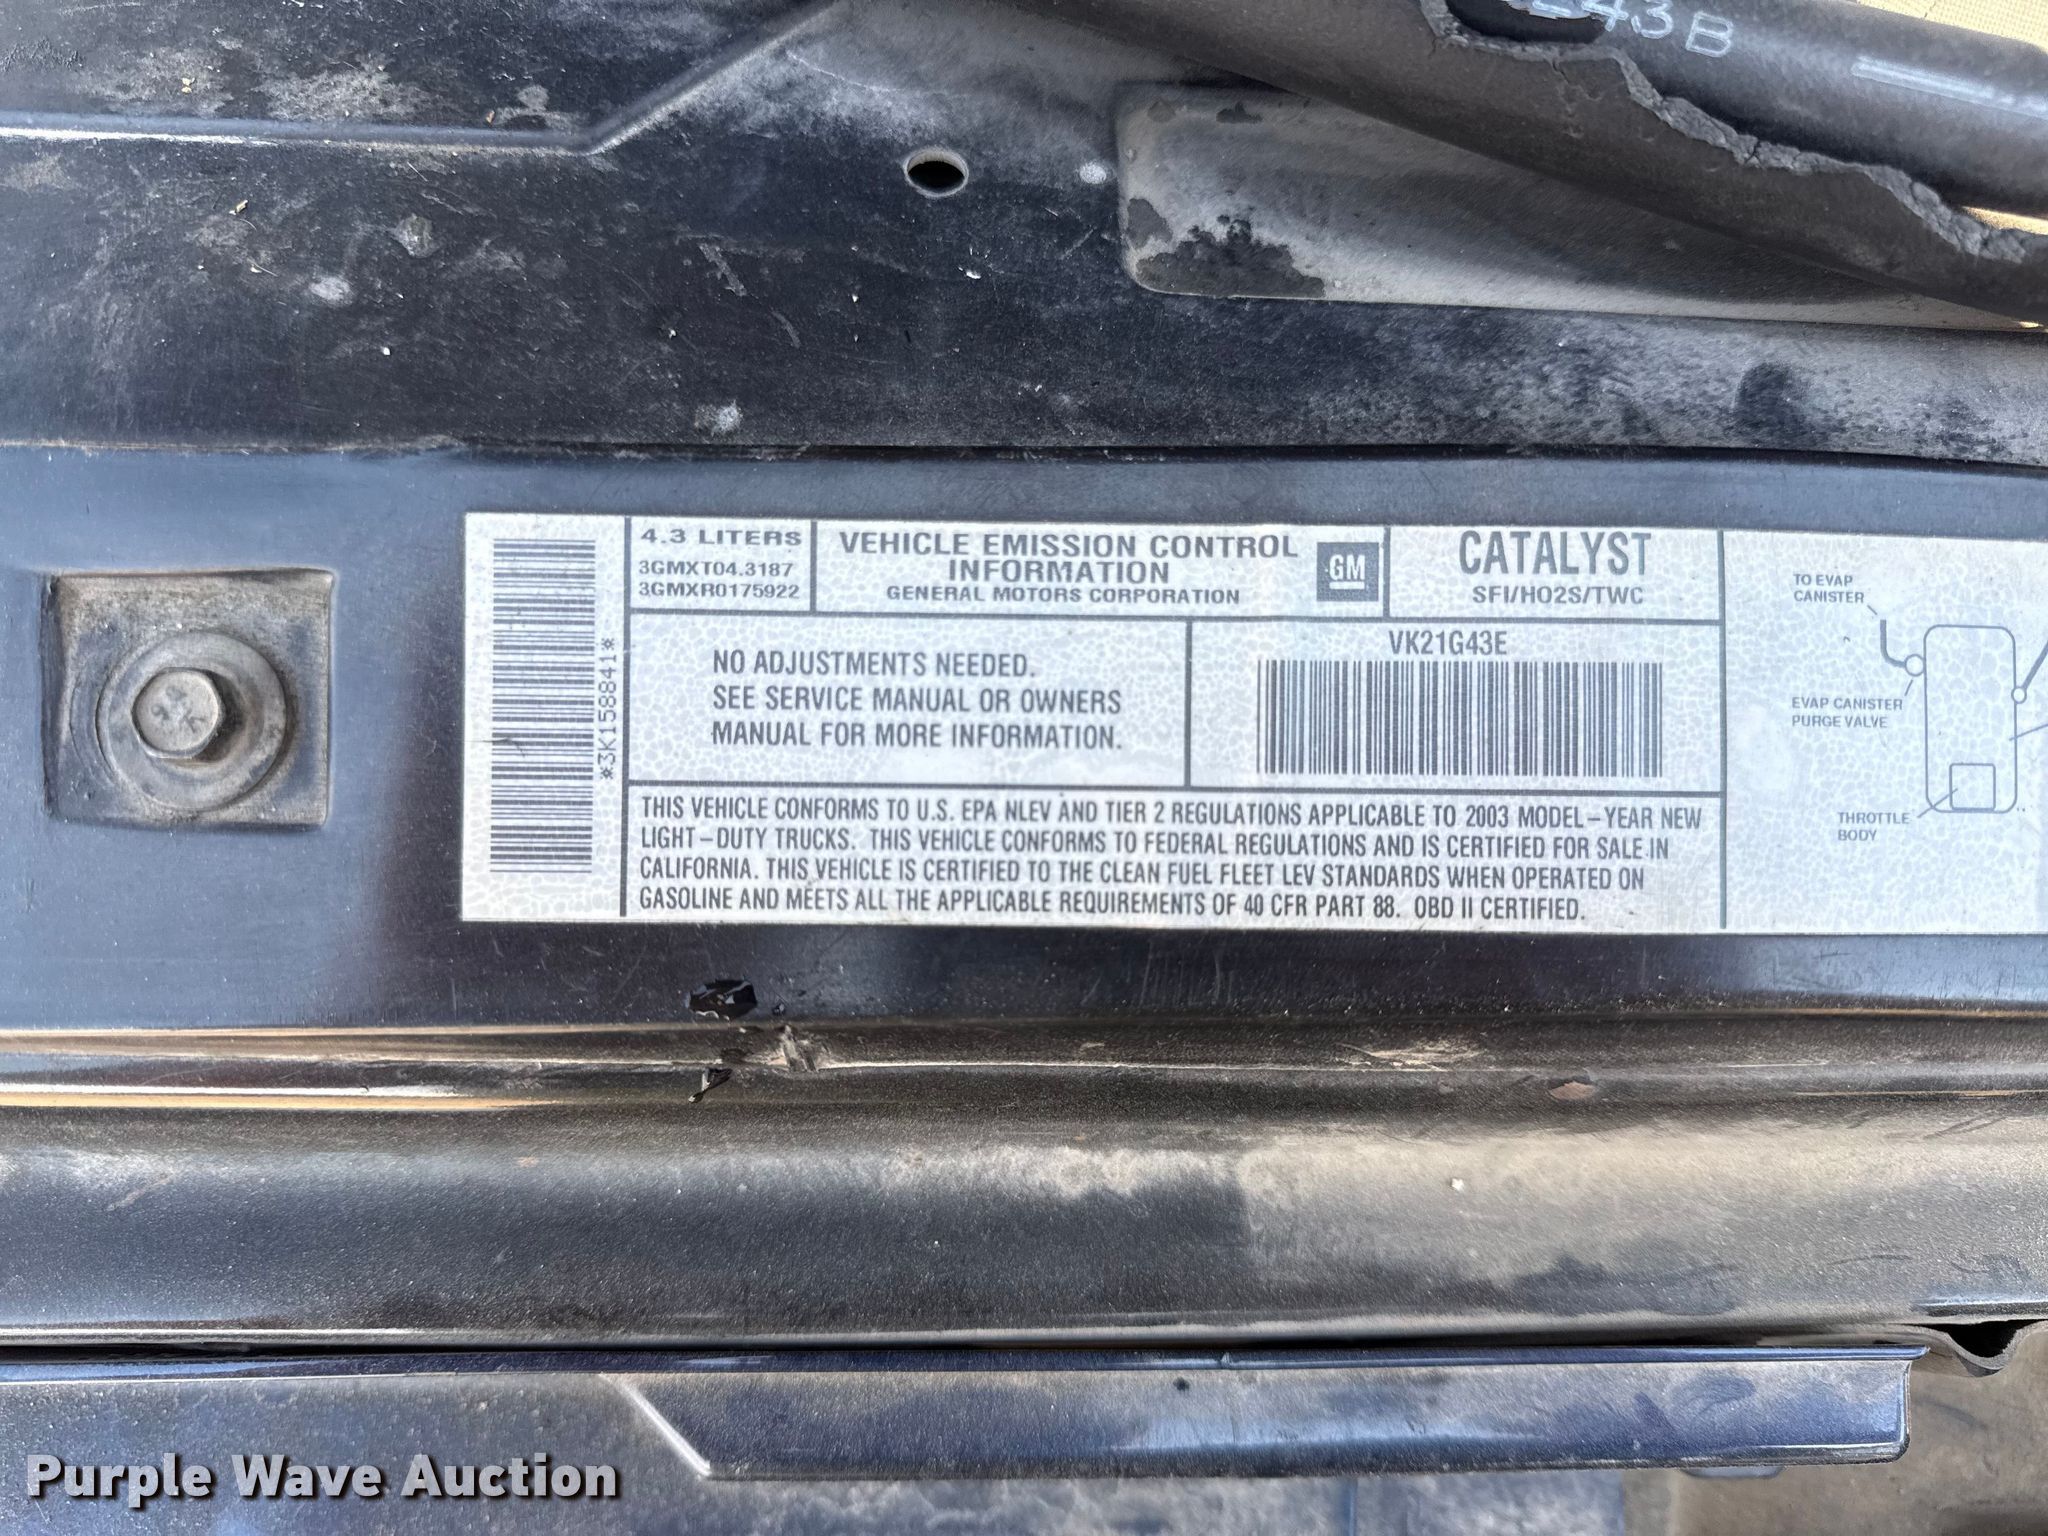 43B
*3K158841*
4.3 LITERS
3GMXT04.3187
3GMXR0175922
VEHICLE EMISSION CONTROL
INFORMATION
GENERAL MOTORS CORPORATION
GM
CATALYST
SFI/HO2S/TWC
NO ADJUSTMENTS NEEDED.
SEE SERVICE MANUAL OR OWNERS
MANUAL FOR MORE INFORMATION.
VK21G43E
THIS VEHICLE CONFORMS TO U.S. EPA NLEV AND TIER 2 REGULATIONS APPLICABLE TO 2003 MODEL-YEAR NEW
LIGHT-DUTY TRUCKS. THIS VEHICLE CONFORMS TO FEDERAL REGULATIONS AND IS CERTIFIED FOR SALE IN
CALIFORNIA. THIS VEHICLE IS CERTIFIED TO THE CLEAN FUEL FLEET LEV STANDARDS WHEN OPERATED ON
GASOLINE AND MEETS ALL THE APPLICABLE REQUIREMENTS OF 40 CFR PART 88. OBD II CERTIFIED.
TO EVAP
CANISTER
EVAP CANISTER
PURGE VALVE
THROTTLE
BODY
Purple Wave Auction